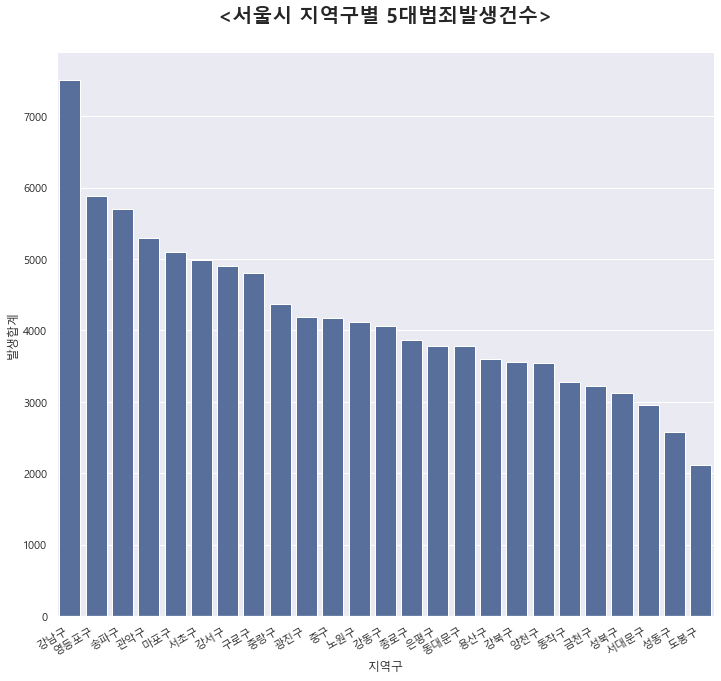 <서울시 지역구별 5대범죄발생건수>
발생합계
7000
6000
5000
4000
3000
2000
1000
0
강남구 영등포구 송파구 관악구 마포구 서초구 강서구 구로구 중랑구 광진구 중구 노원구 강동구 종로구 은평구 동대문구 용산구 강북구 양천구 동작구 금천구 성북구 서대문구 성동구 도봉구
지역구